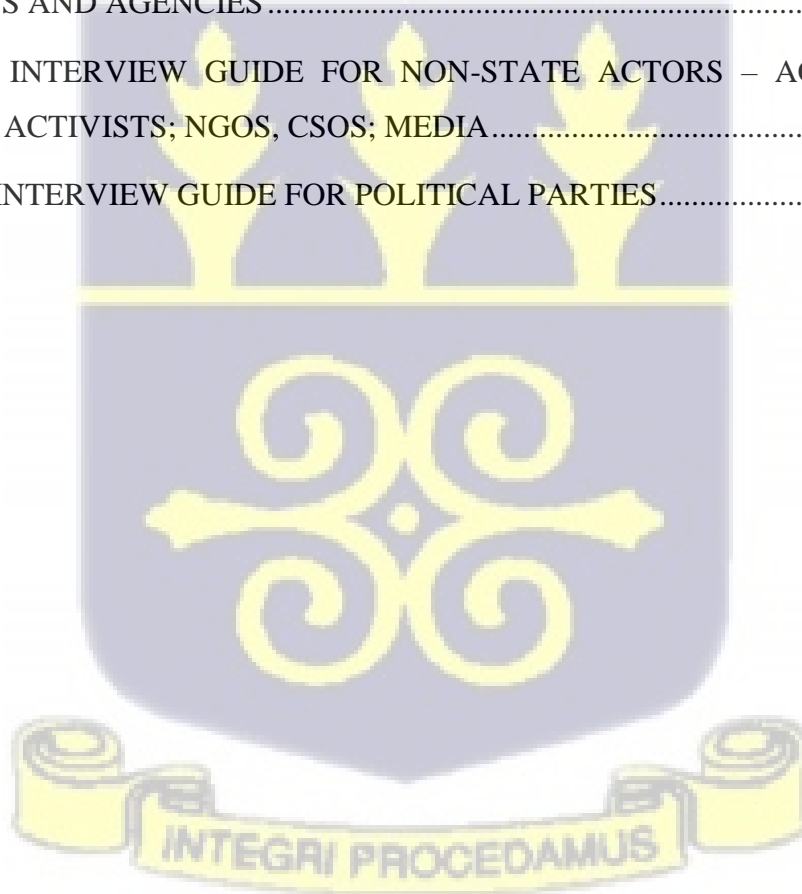 S AND AGENCIES
INTERVIEW GUIDE FOR NON-STATE ACTORS – AC
ACTIVISTS; NGOS, CSOS; MEDIA
INTERVIEW GUIDE FOR POLITICAL PARTIES
INTEGRI PROCEDAMUS